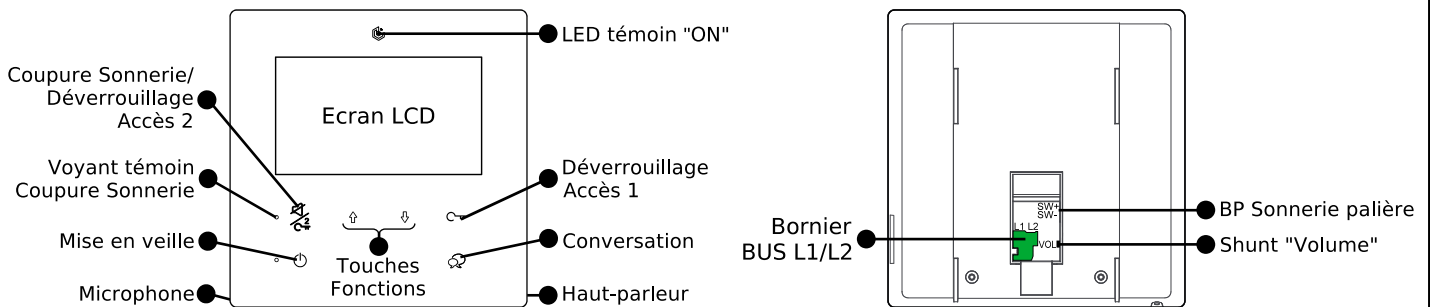 LED témoin "ON"
Coupure Sonnerie/
Déverrouillage
Accès 2
Ecran LCD
Voyant témoin
Coupure Sonnerie
Déverrouillage
Accès 1
2
Mise en veille
Touches
Fonctions
Conversation
Microphone
Haut-parleur
SW+
SW-
BP Sonnerie palière
L1 L2
Bornier
BUS L1/L2
VOL
Shunt "Volume"